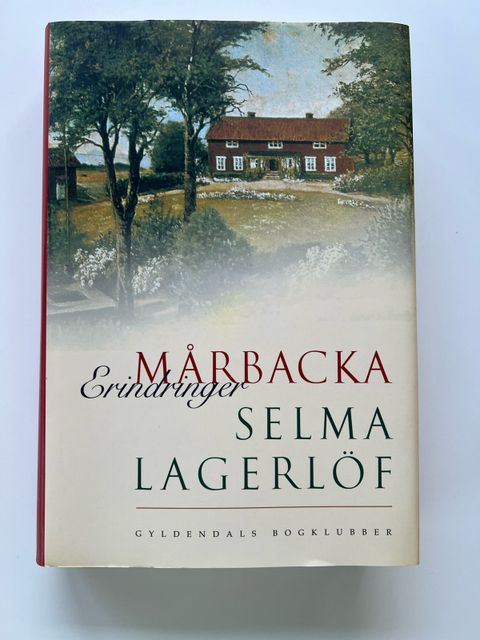 MÅRBACKA
Erindringer
SELMA
LAGERLÖF
GYLDENDALS BOGKLUBBER